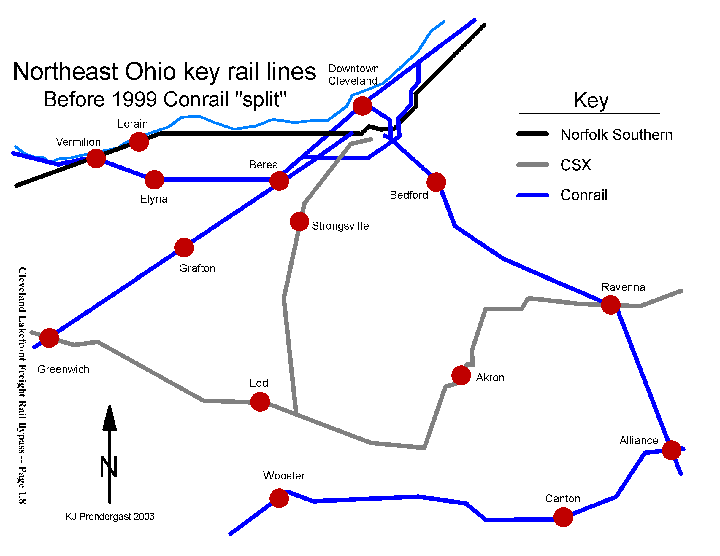 Northeast Ohio key rail lines
Before 1999 Conrail "split"
Downtown
Cleveland
Key
Norfolk Southern
CSX
Conrail
Lorain
Vermilion
Berea
Elyria
Bedford
Strongsville
Grafton
Ravenna
Greenwich
Lodi
Akron
Alliance
Wooster
Canton
N
KJ Prendergast 2003
Cleveland Lakefront Freight Rail Bypass -- Page 1.8